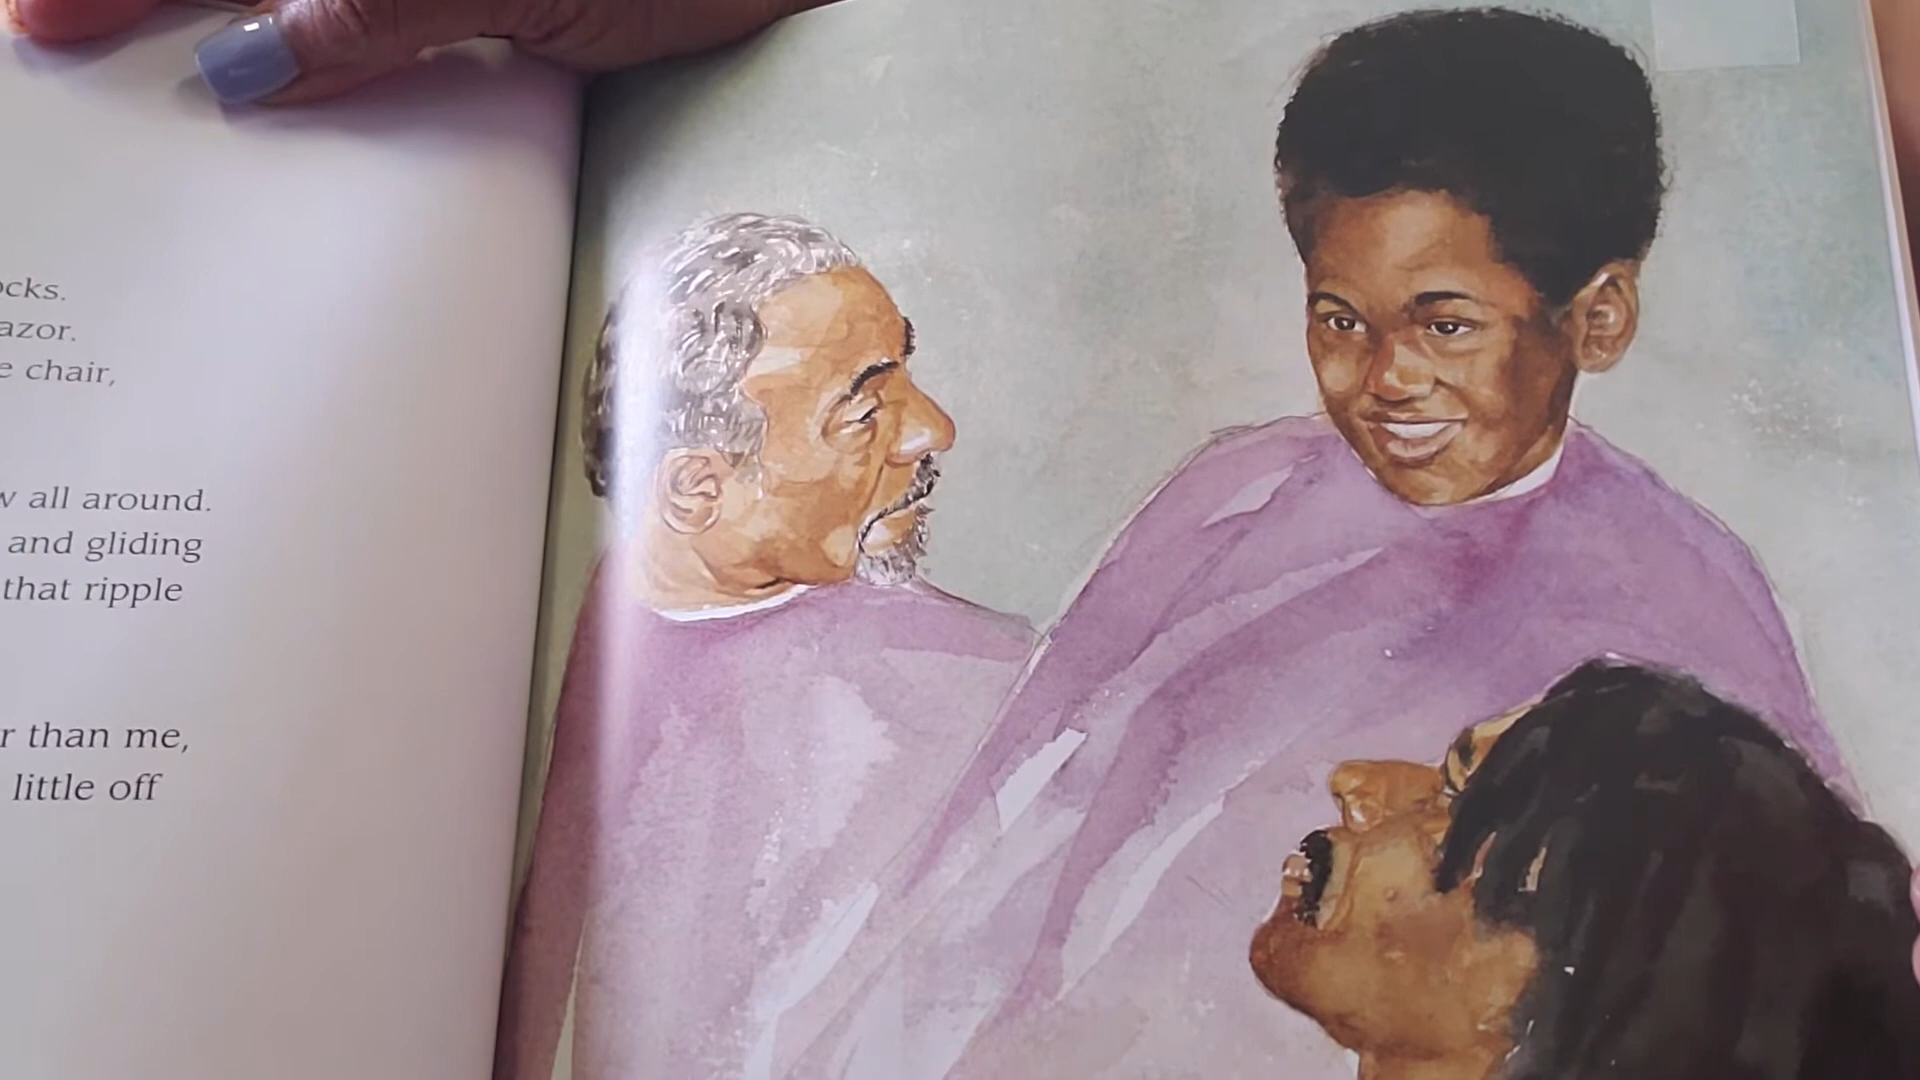 ocks.
azor.
e chair,
w all around.
and gliding
that ripple
r than me,
little off